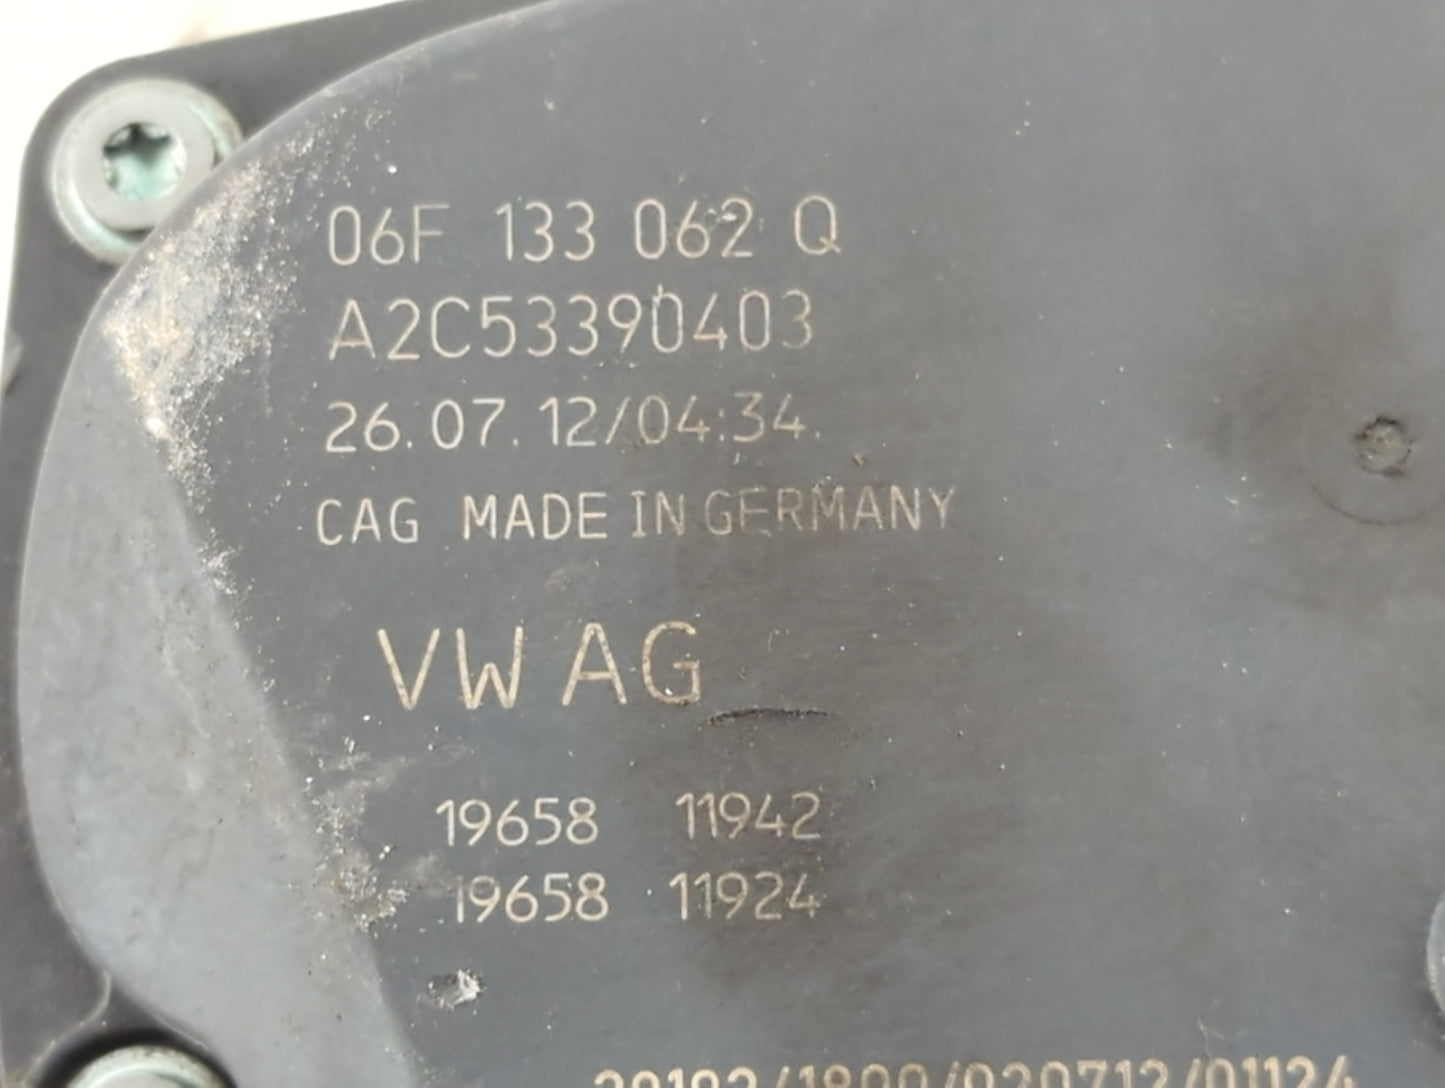 06F 133 062 Q
A2C53390403
26.07.12/04:34
CAG MADE IN GERMANY
VW AG
19658 11942
19658 11924